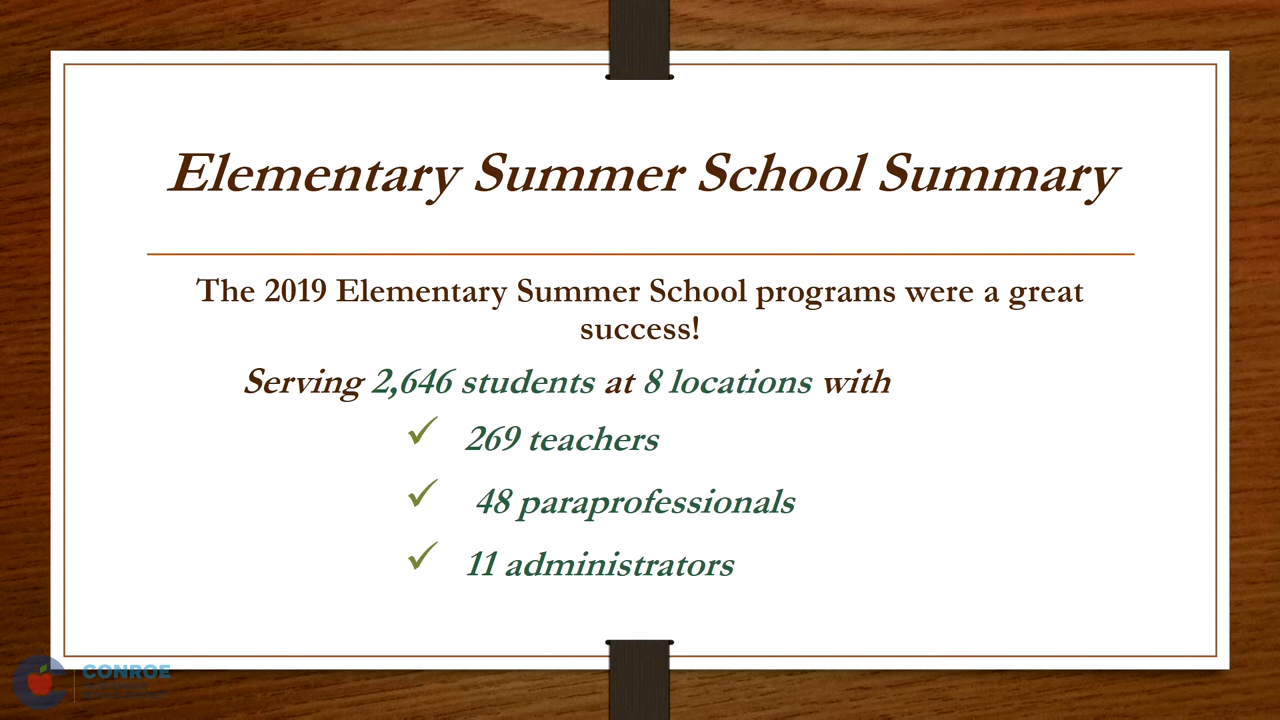 Elementary Summer School Summary
The 2019 Elementary Summer School programs were a great
success!
Serving 2,646 students at 8 locations with
✓ 269 teachers
✓ 48 paraprofessionals
✓ 11 administrators
CONROE